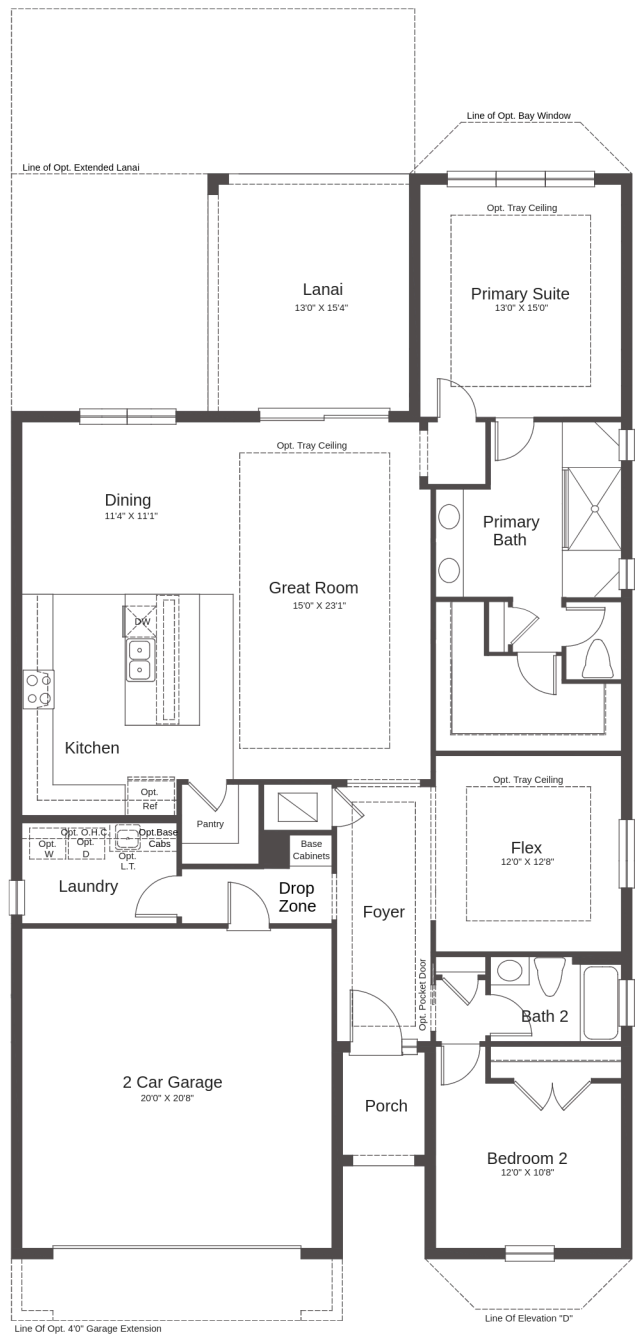 Line of Opt. Bay Window
Line of Opt. Extended Lanai
Opt. Tray Ceiling
Lanai
13'0" X 15'4"
Primary Suite
13'0" X 15'0"
Opt. Tray Ceiling
Dining
11'4" X 11'1"
Primary
Bath
Great Room
15'0" X 23'1"
DW
Kitchen
Opt.
Ref
Opt. Tray Ceiling
Pantry
Opt. O.H.C.
Opt.Base
Cabs
Opt.
W
Opt.
D
Opt.
L.T.
Base
Cabinets
Flex
12'0" X 12'8"
Laundry
Drop
Zone
Foyer
Opt. Pocket Door
Bath 2
2 Car Garage
20'0" X 20'8"
Porch
Bedroom 2
12'0" X 10'8"
Line Of Elevation "D"
Line Of Opt. 4'0" Garage Extension